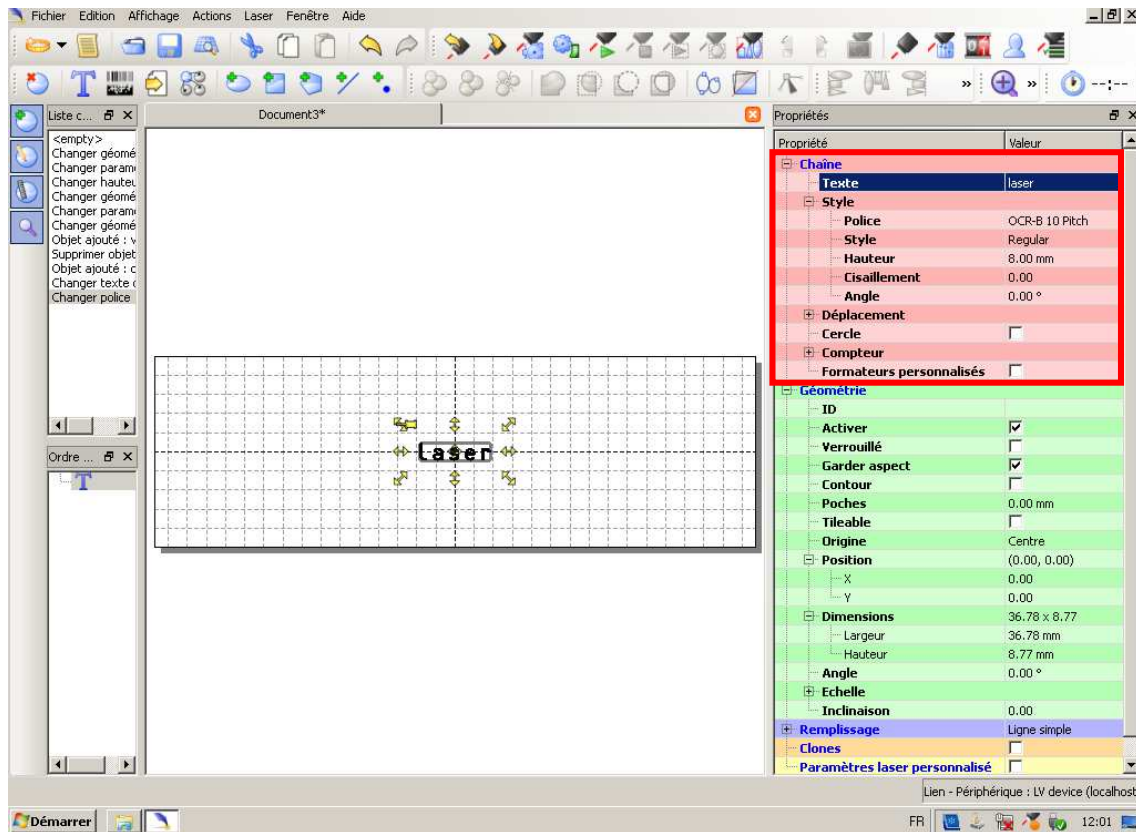 Fichier Edition Affichage Actions Laser Fenêtre Aide
--:--
Liste c...
Document3*
Propriétés
<empty>
Changer géomé
Changer param
Changer hauteu
Changer géomé
Changer param
Changer géomé
Objet ajouté : v
Supprimer objet
Objet ajouté : c
Changer texte c
Changer police
Ordre ...
T
laser
Propriété Valeur
Chaîne
Texte laser
Style
Police OCR-B 10 Pitch
Style Regular
Hauteur 8.00 mm
Cisaillement 0.00
Angle 0.00 °
Déplacement
Cercle
Compteur
Formateurs personnalisés
Géométrie
ID
Activer
Verrouillé
Garder aspect
Contour
Poches 0.00 mm
Tileable
Origine Centre
Position (0.00, 0.00)
X 0.00
Y 0.00
Dimensions 36.78 x 8.77
Largeur 36.78 mm
Hauteur 8.77 mm
Angle 0.00 °
Echelle
Inclinaison 0.00
Remplissage Ligne simple
Clones
Paramètres laser personnalisé
Lien - Périphérique : LV device (localhost
Démarrer FR 12:01